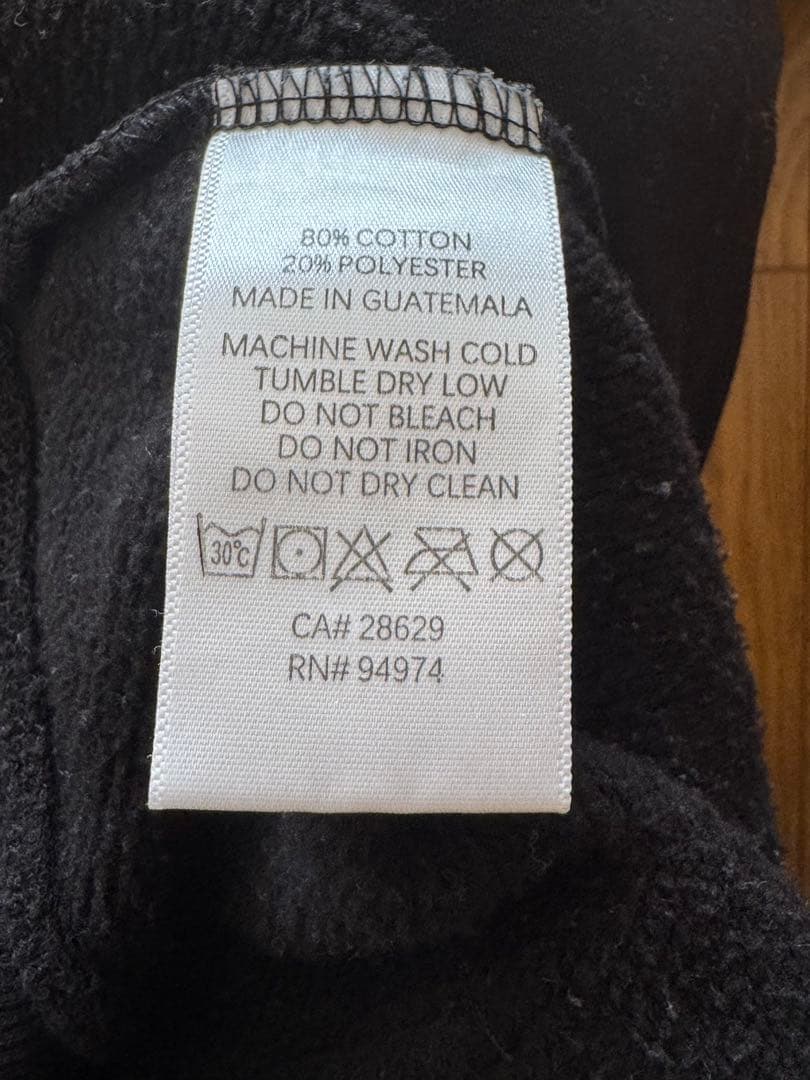 80% COTTON
20% POLYESTER
MADE IN GUATEMALA
MACHINE WASH COLD
TUMBLE DRY LOW
DO NOT BLEACH
DO NOT IRON
DO NOT DRY CLEAN
30°C
CA# 28629
RN# 94974